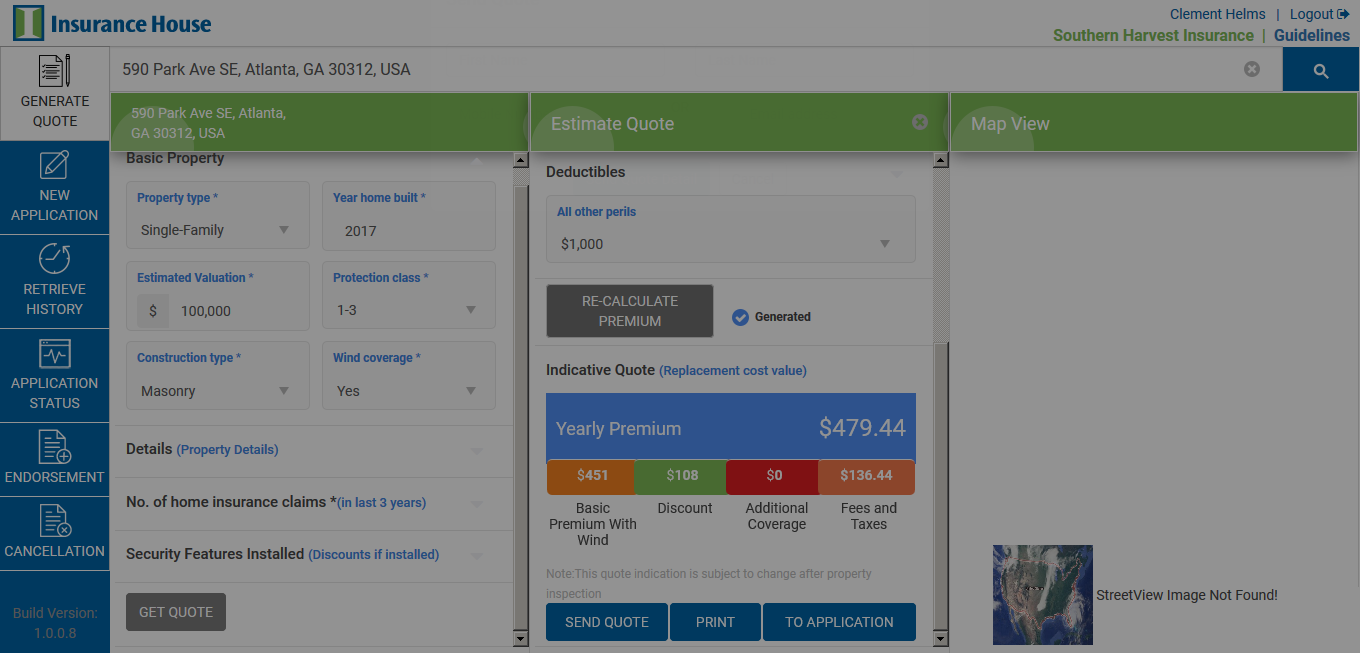 Insurance House
Clement Helms | Logout
Southern Harvest Insurance | Guidelines
GENERATE
QUOTE
NEW
APPLICATION
RETRIEVE
HISTORY
APPLICATION
STATUS
ENDORSEMENT
CANCELLATION
Build Version:
1.0.0.8
590 Park Ave SE, Atlanta, GA 30312, USA
590 Park Ave SE, Atlanta,
GA 30312, USA
Basic Property
Property type *
Single-Family
Year home built *
2017
Estimated Valuation *
$ 100,000
Protection class *
1-3
Construction type *
Masonry
Wind coverage *
Yes
Details (Property Details)
No. of home insurance claims *(in last 3 years)
Security Features Installed (Discounts if installed)
GET QUOTE
Estimate Quote
Deductibles
All other perils
$1,000
RE-CALCULATE
PREMIUM
Generated
Indicative Quote (Replacement cost value)
Yearly Premium $479.44
$451 $108 $0 $136.44
Basic
Premium With
Wind
Discount
Additional
Coverage
Fees and
Taxes
Note:This quote indication is subject to change after property
inspection
SEND QUOTE PRINT TO APPLICATION
Map View
StreetView Image Not Found!